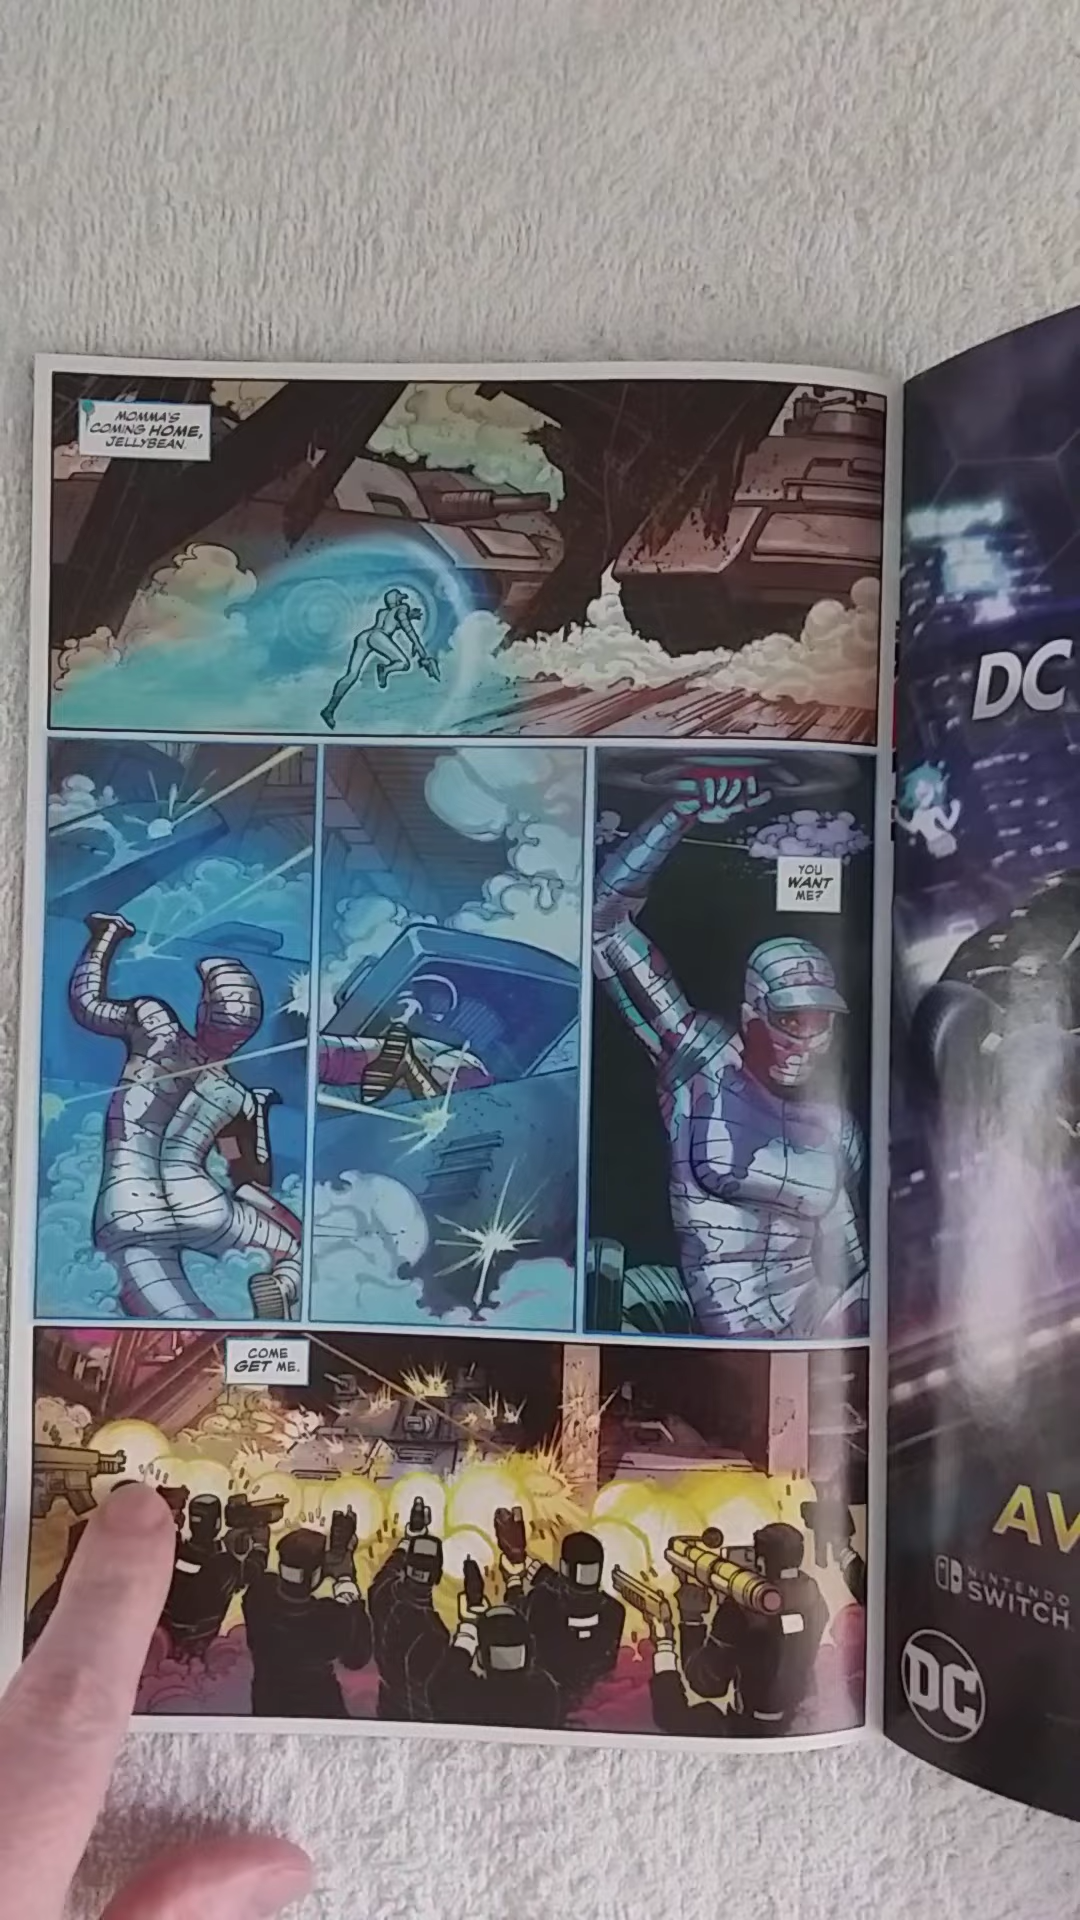 MOMMA'S
COMING HOME,
JELLYBEAN.
YOU
WANT
ME?
COME
GET ME.
DC
AV
NINTENDO
SWITCH
DC